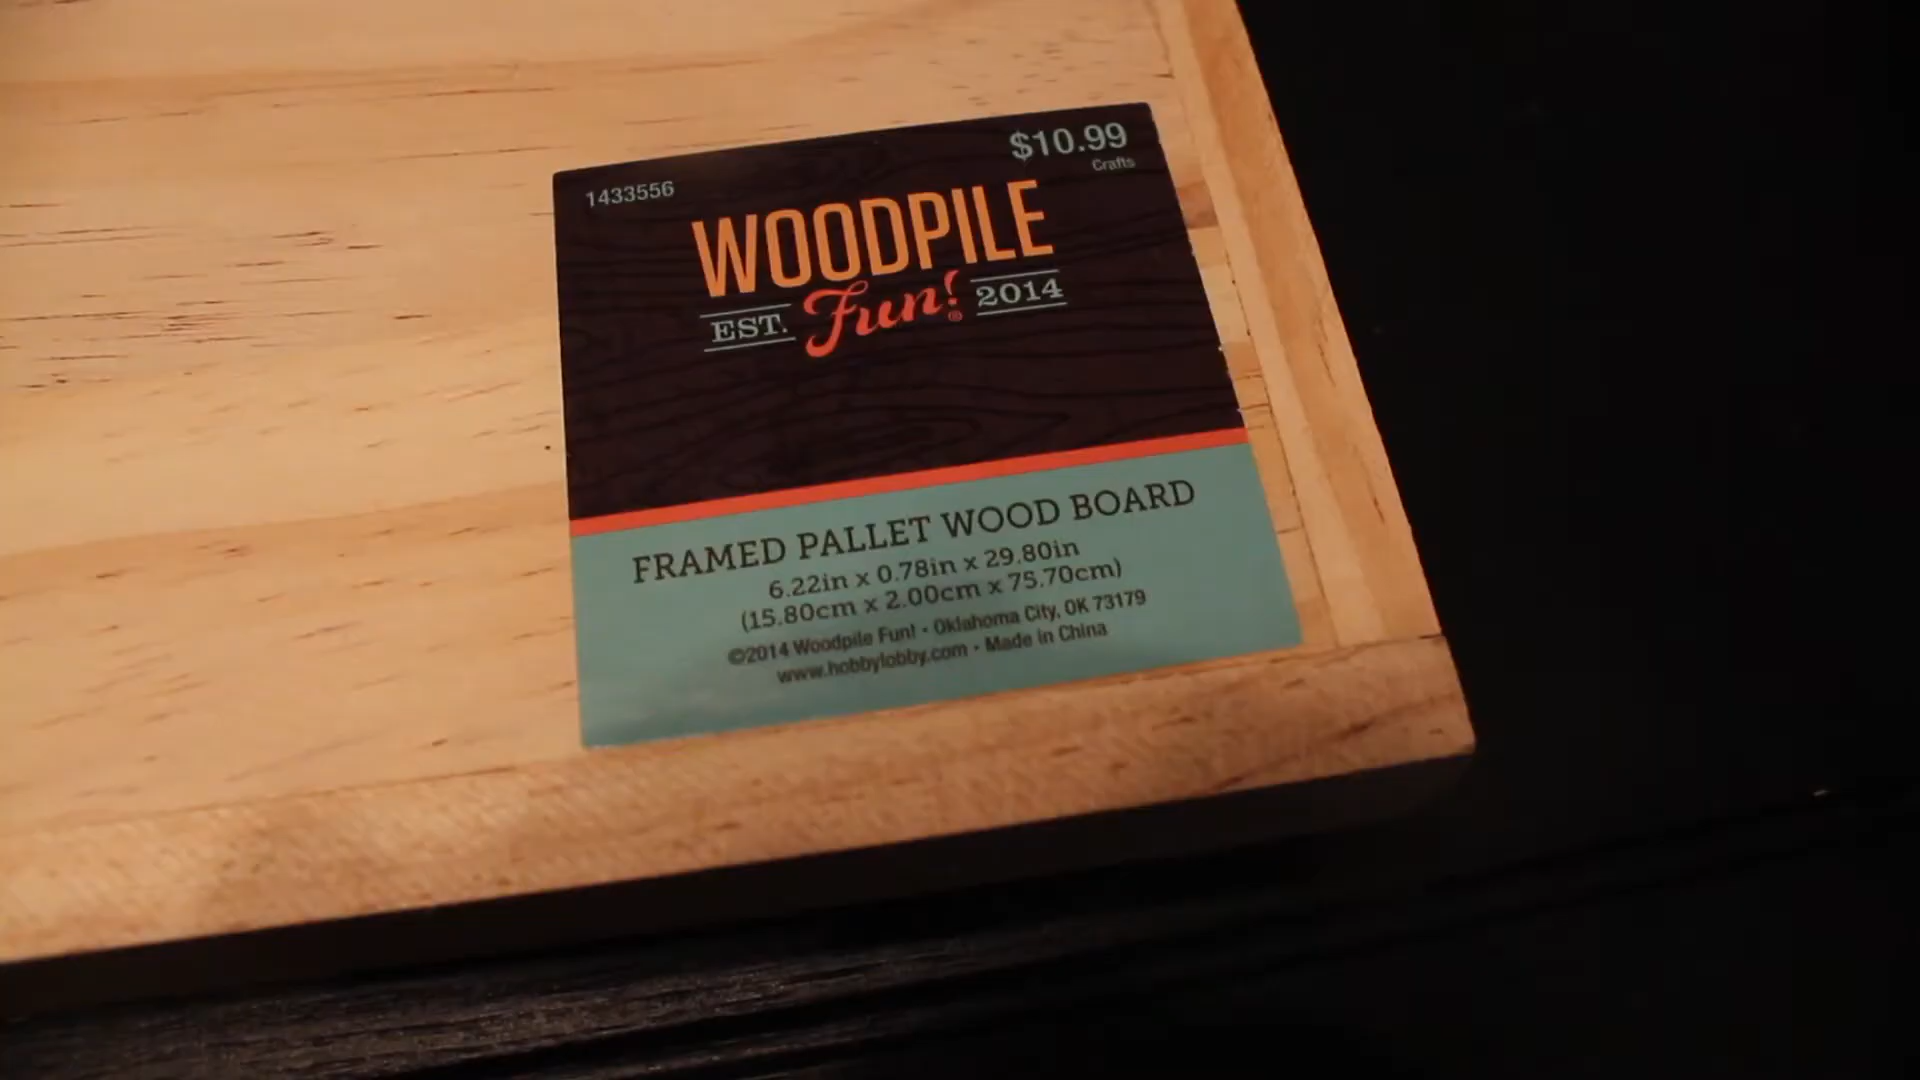 1433556
$10.99
Crafts
WOODPILE
EST. Fun!® 2014
FRAMED PALLET WOOD BOARD
6.22in x 0.78in x 29.80in
(15.80cm x 2.00cm x 75.70cm)
©2014 Woodpile Fun! • Oklahoma City, OK 73179
www.hobbylobby.com • Made in China